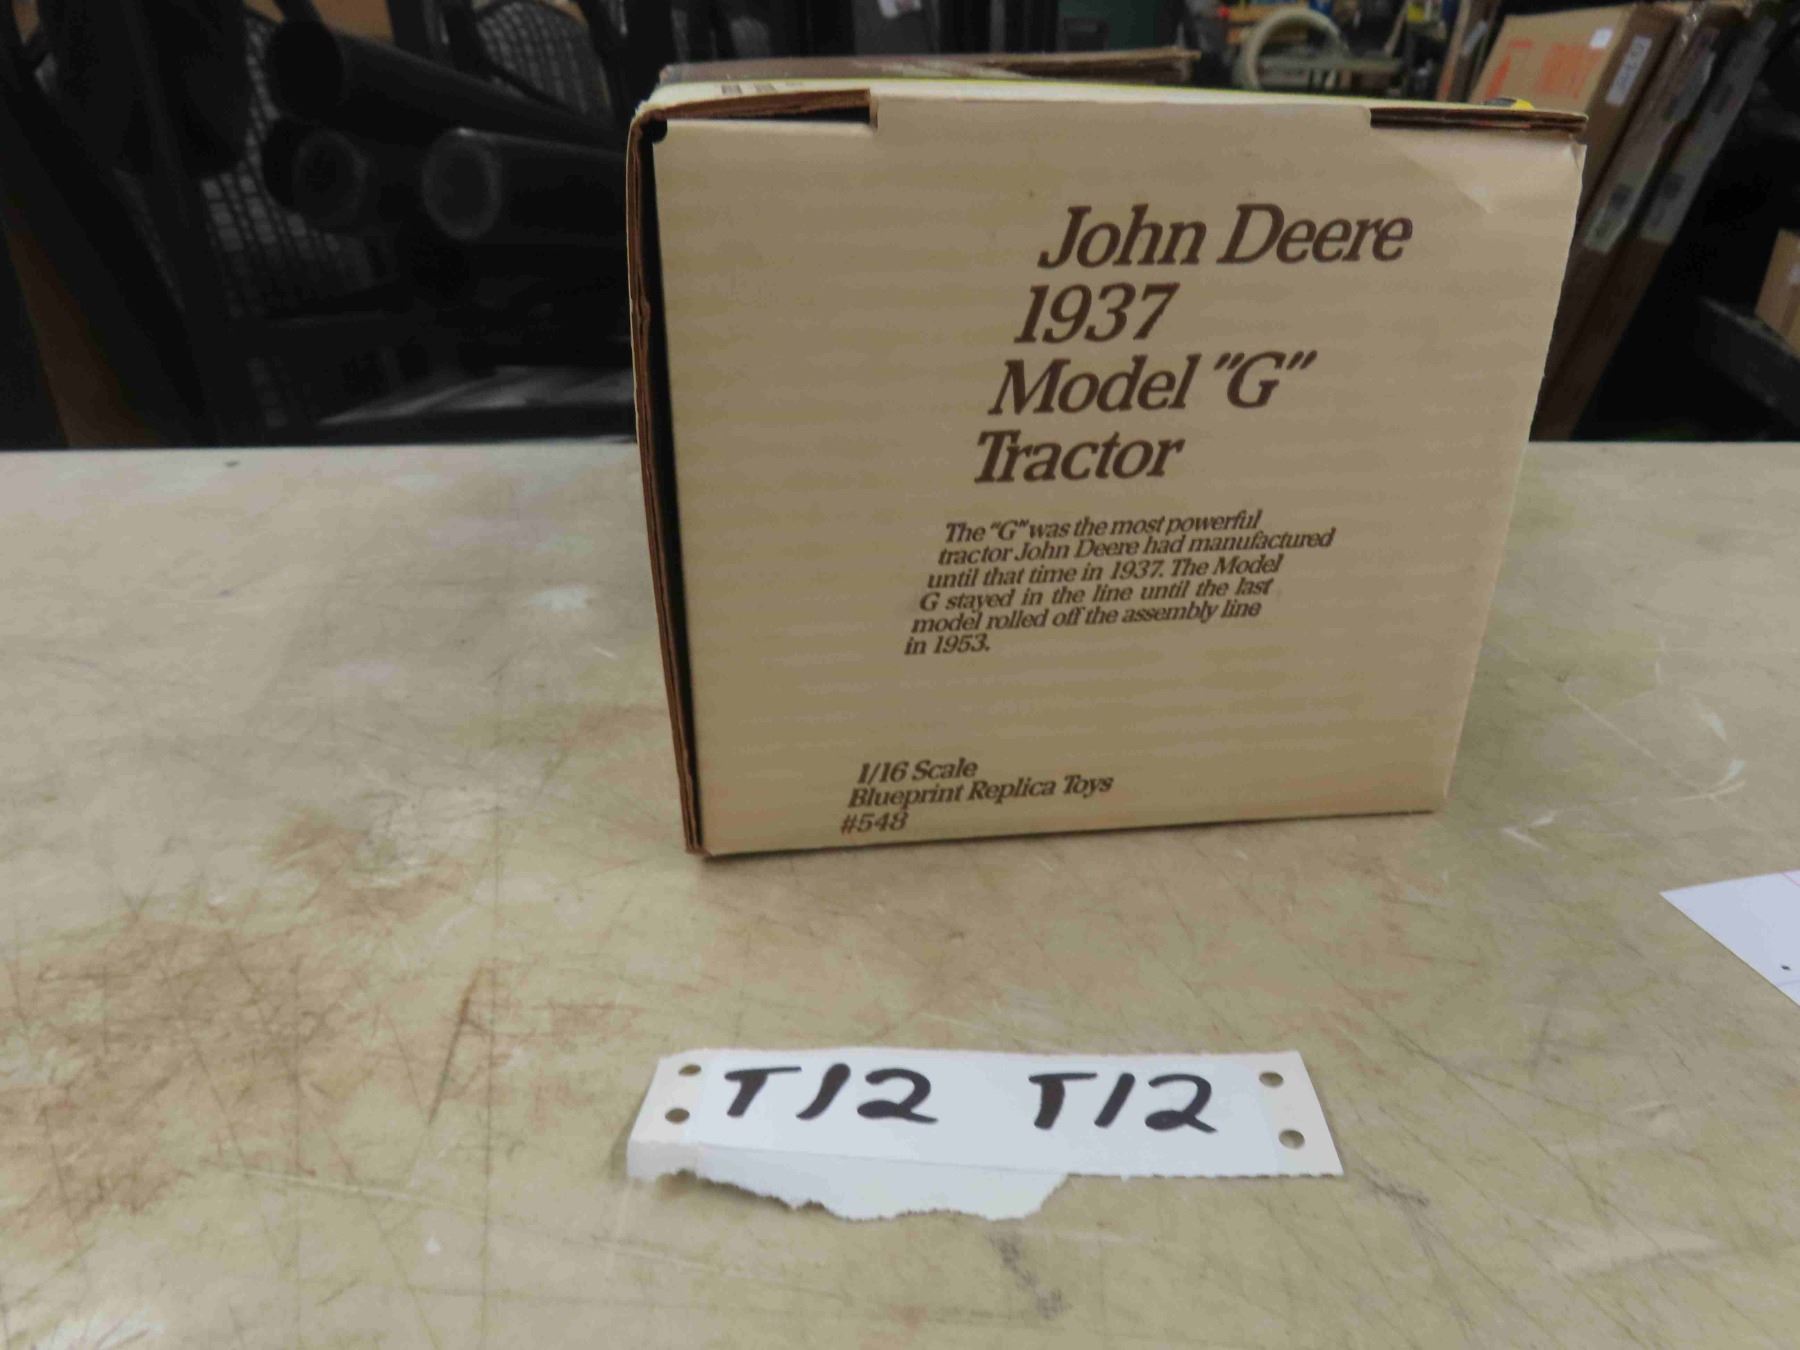 John Deere
1937
Model "G"
Tractor
The "G" was the most powerful
tractor John Deere had manufactured
until that time in 1937. The Model
G stayed in the line until the last
model rolled off the assembly line
in 1953.
1/16 Scale
Blueprint Replica Toys
#548
T12 T12